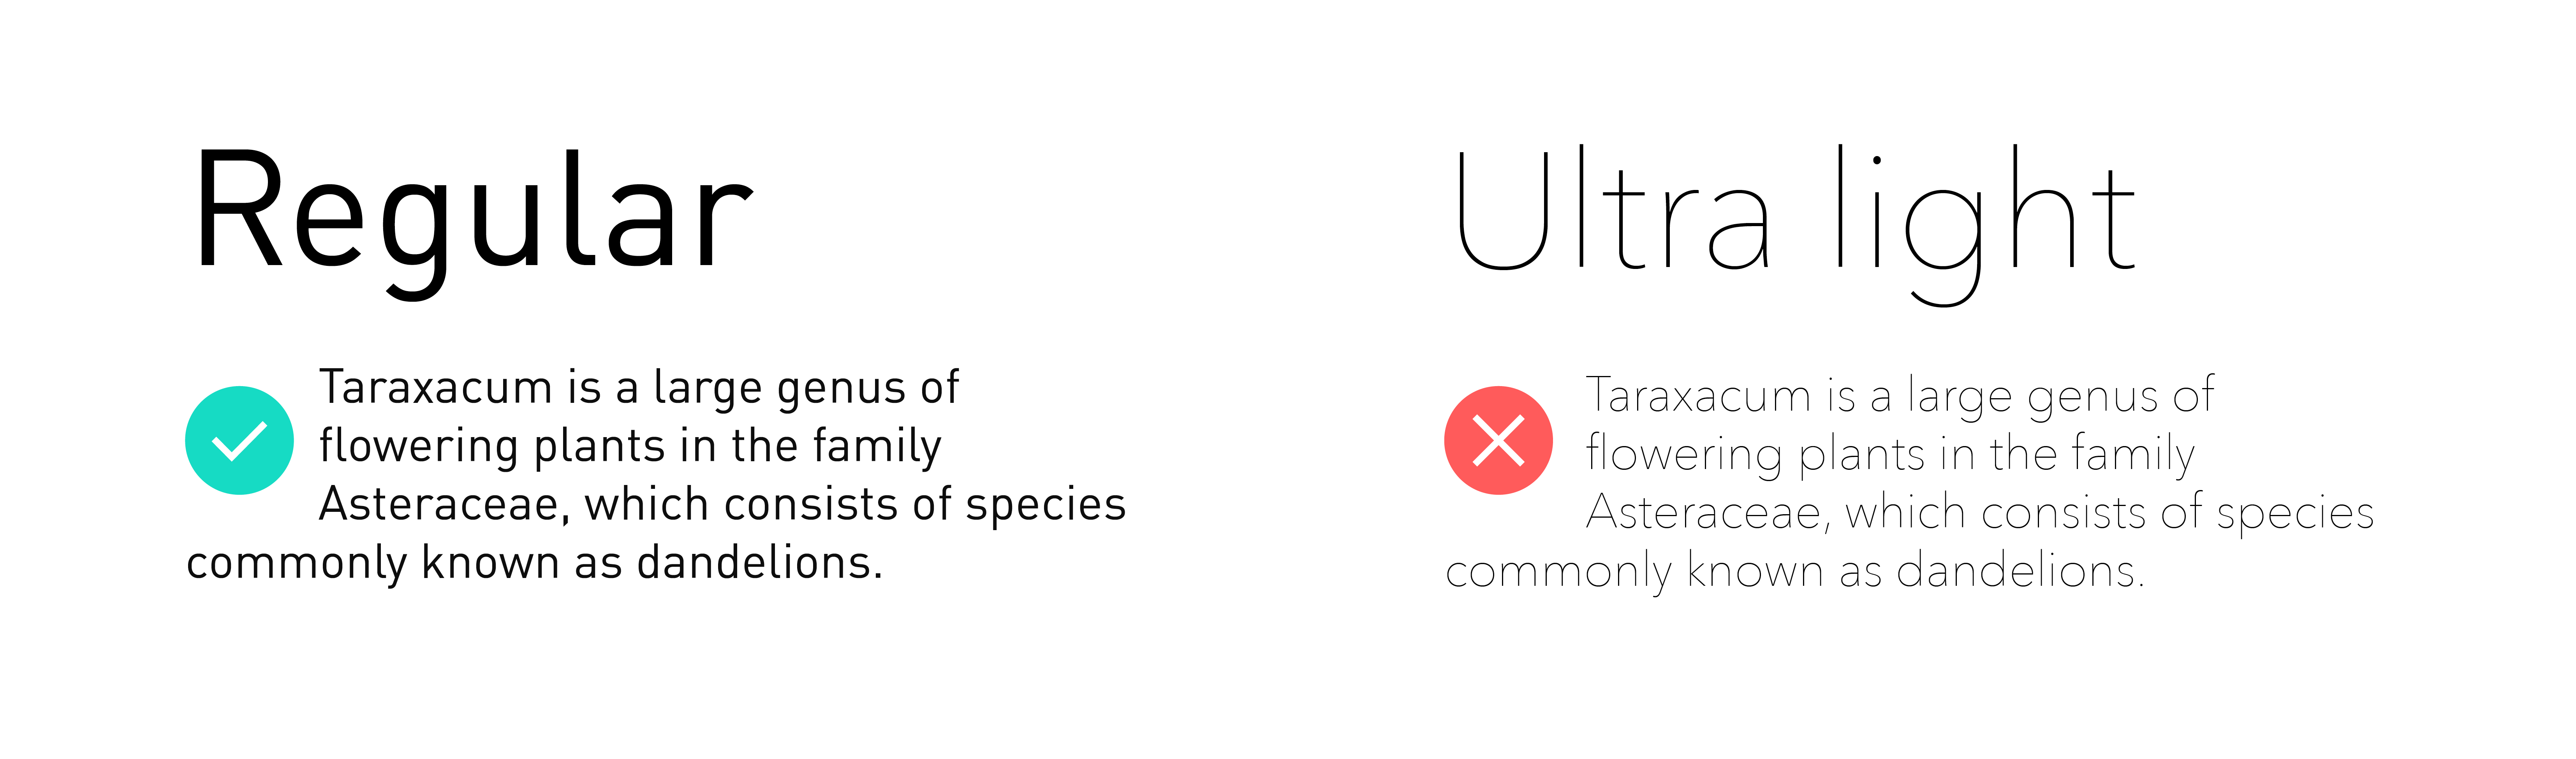 Regular
Taraxacum is a large genus of
flowering plants in the family
Asteraceae, which consists of species
commonly known as dandelions.
Ultra light
Taraxacum is a large genus of
flowering plants in the family
Asteraceae, which consists of species
commonly known as dandelions.